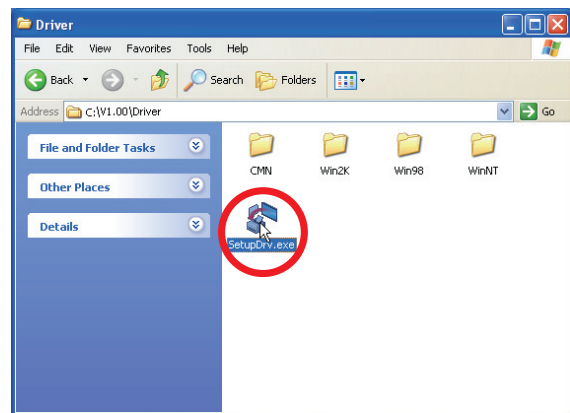 Driver
File Edit View Favorites Tools Help
Back Search Folders
Address C:\V1.00\Driver Go
File and Folder Tasks
Other Places
Details
CMN Win2K Win98 WinNT
SetupDrv.exe